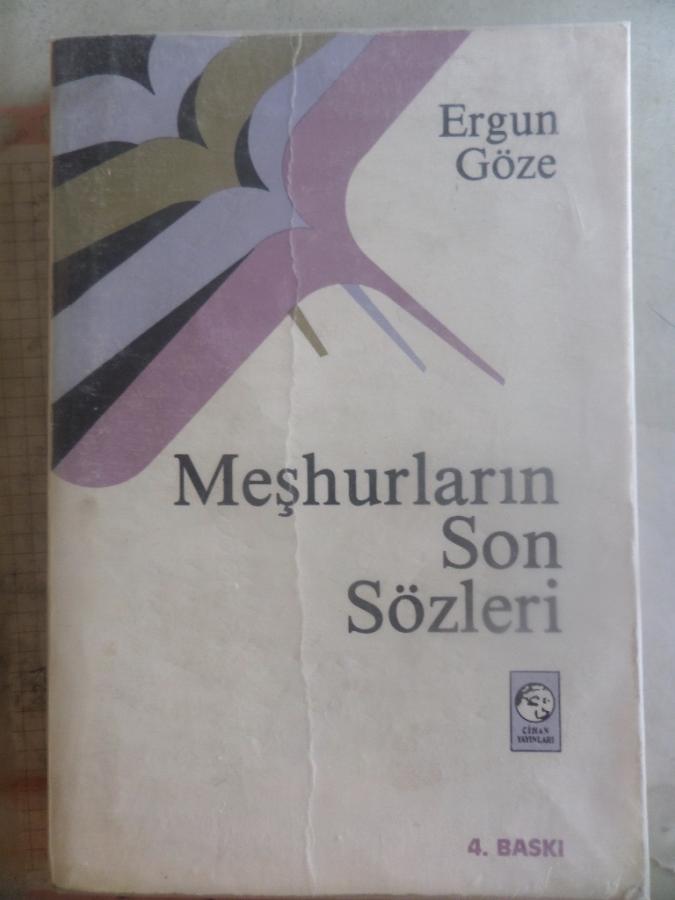 Ergun
Göze
Meşhurların
Son
Sözleri
CİHAN
YAYINLARI
4. BASKI